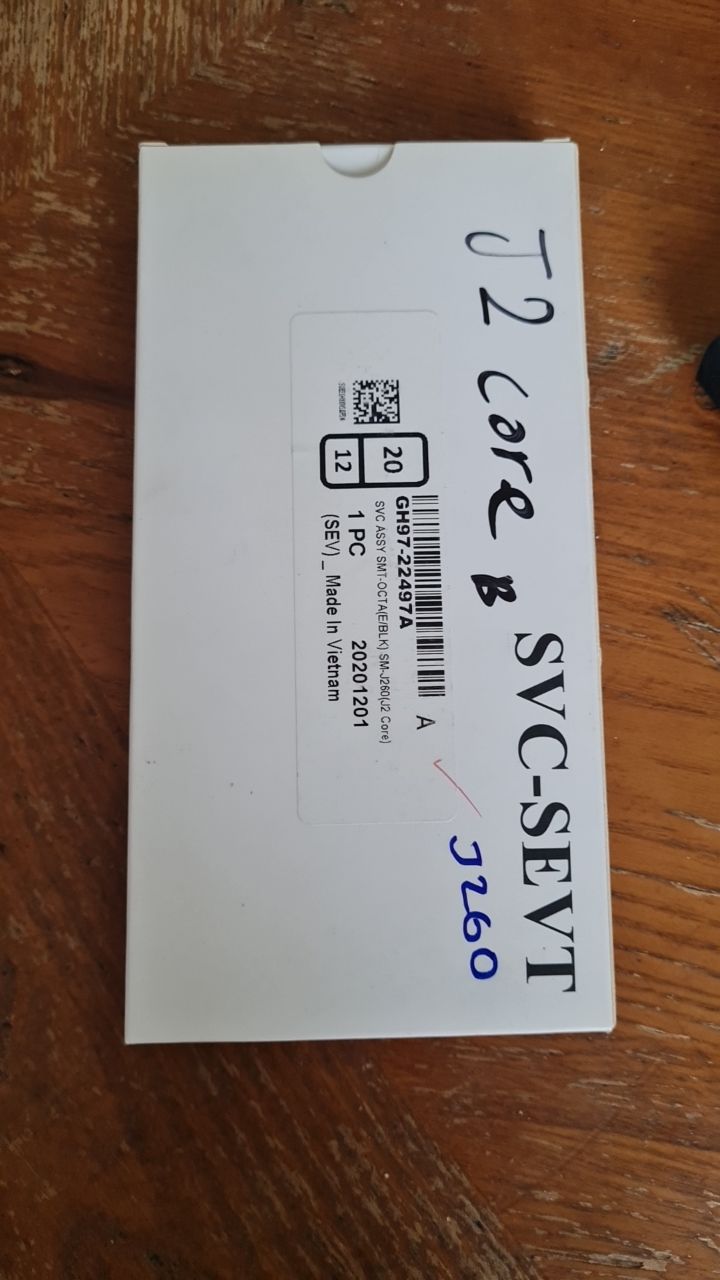 J2 Core B
SVC-SEVT
J260
A
GH97-22497A
SVC ASSY SMT-OCTA(E/BLK) SM-J260(J2 Core)
1 PC 20201201
(SEV) _ Made In Vietnam
20
12